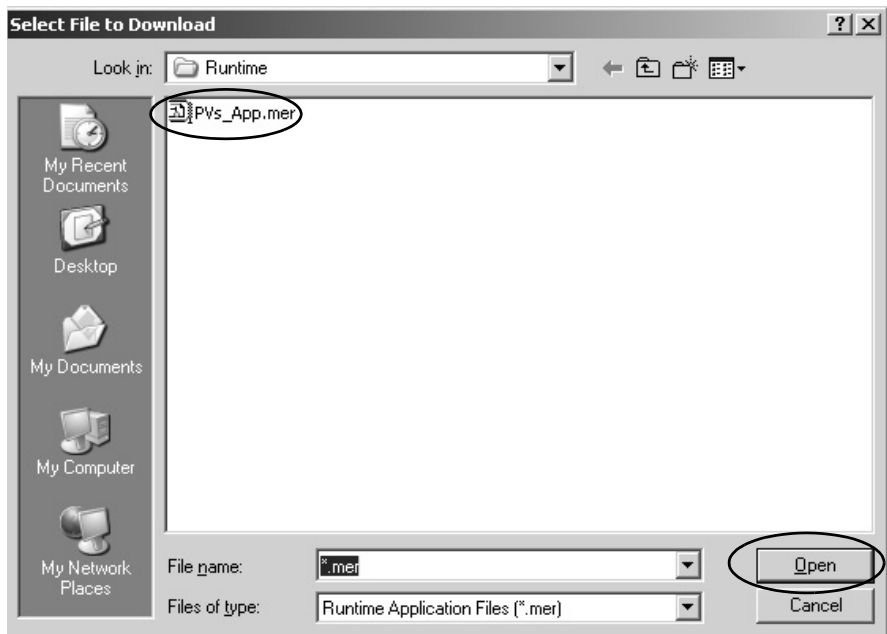 Select File to Download
Look in: Runtime
PVs_App.mer
My Recent
Documents
Desktop
My Documents
My Computer
My Network
Places
File name: *.mer Open
Files of type: Runtime Application Files (*.mer) Cancel